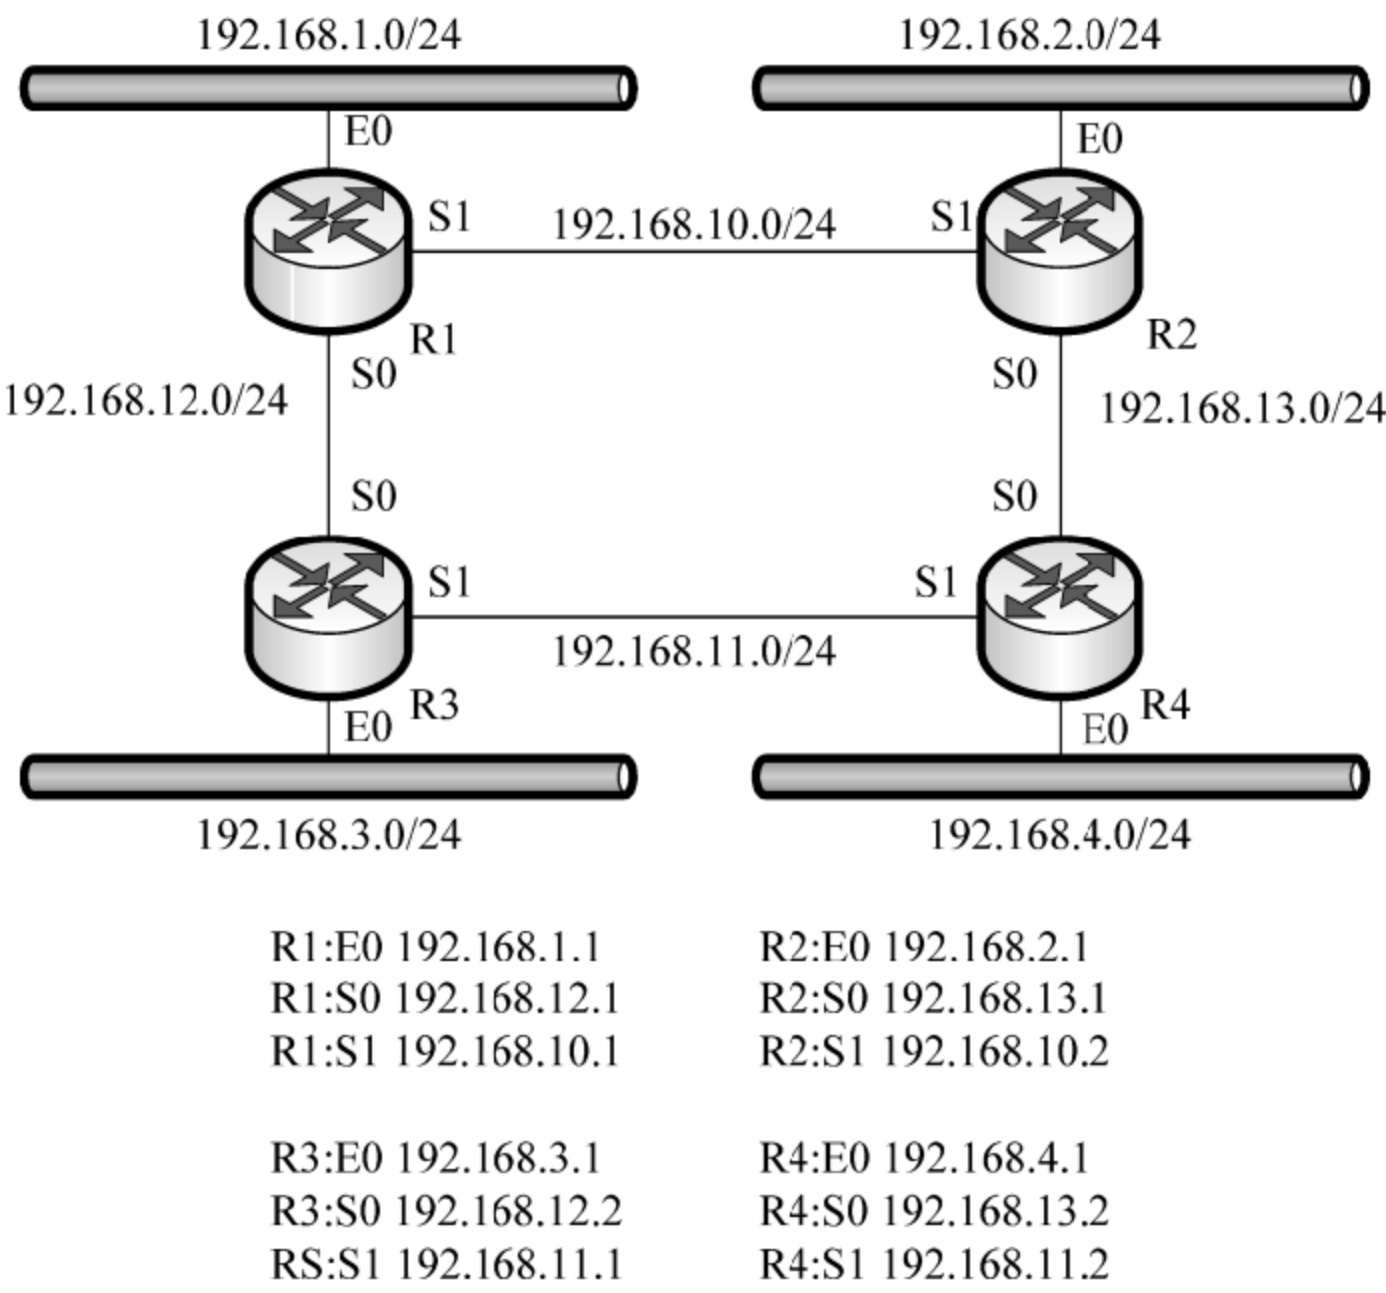 192.168.1.0/24
192.168.2.0/24
E0
E0
S1
192.168.10.0/24
S1
R1
R2
S0
S0
192.168.12.0/24
192.168.13.0/24
S0
S0
S1
S1
192.168.11.0/24
R3
R4
E0
E0
192.168.3.0/24
192.168.4.0/24
R1:E0 192.168.1.1
R1:S0 192.168.12.1
R1:S1 192.168.10.1
R2:E0 192.168.2.1
R2:S0 192.168.13.1
R2:S1 192.168.10.2
R3:E0 192.168.3.1
R3:S0 192.168.12.2
RS:S1 192.168.11.1
R4:E0 192.168.4.1
R4:S0 192.168.13.2
R4:S1 192.168.11.2